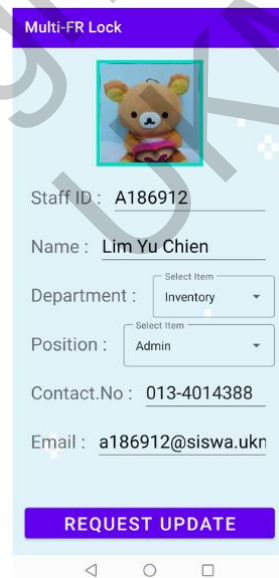 Multi-FR Lock
Staff ID : A186912
Name : Lim Yu Chien
Select Item
Department : Inventory
Select Item
Position : Admin
Contact.No : 013-4014388
Email : a186912@siswa.ukn
REQUEST UPDATE